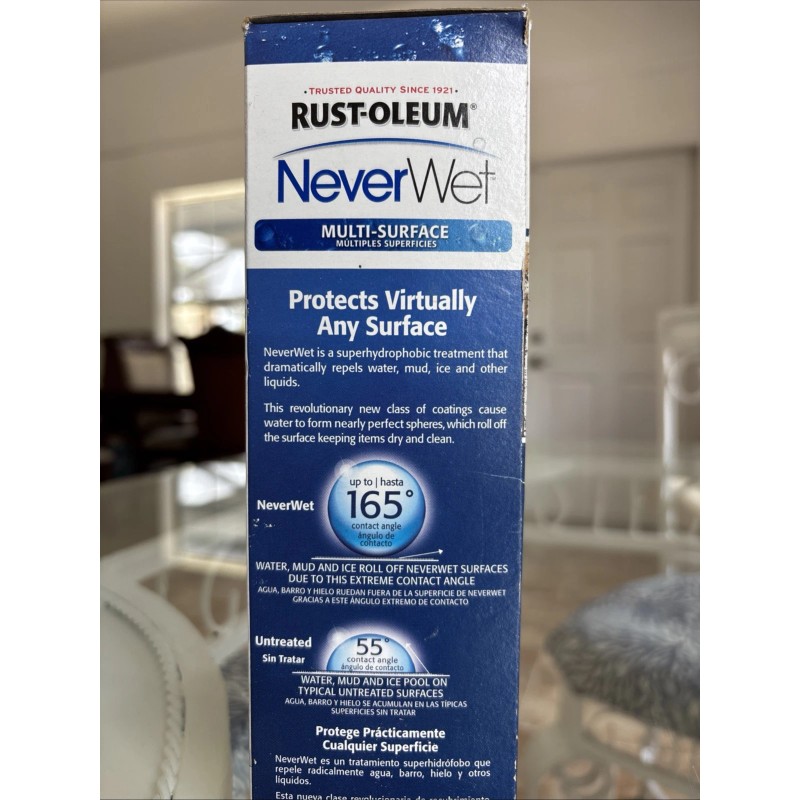 •TRUSTED QUALITY SINCE 1921•
RUST-OLEUM®
NeverWet™
MULTI-SURFACE
MÚLTIPLES SUPERFICIES
Protects Virtually
Any Surface
NeverWet is a superhydrophobic treatment that
dramatically repels water, mud, ice and other
liquids.
This revolutionary new class of coatings cause
water to form nearly perfect spheres, which roll off
the surface keeping items dry and clean.
NeverWet
up to | hasta
165°
contact angle
ángulo de
contacto
WATER, MUD AND ICE ROLL OFF NEVERWET SURFACES
DUE TO THIS EXTREME CONTACT ANGLE
AGUA, BARRO Y HIELO RUEDAN FUERA DE LA SUPERFICIE DE NEVERWET
GRACIAS A ESTE ÁNGULO EXTREMO DE CONTACTO
Untreated
Sin Tratar
55°
contact angle
ángulo de contacto
WATER, MUD AND ICE POOL ON
TYPICAL UNTREATED SURFACES
AGUA, BARRO Y HIELO SE ACUMULAN EN LAS TÍPICAS
SUPERFICIES SIN TRATAR
Protege Prácticamente
Cualquier Superficie
NeverWet es un tratamiento superhidrófobo que
repele radicalmente agua, barro, hielo y otros
líquidos.
Esta nueva clase revolucionaria de recubrimiento